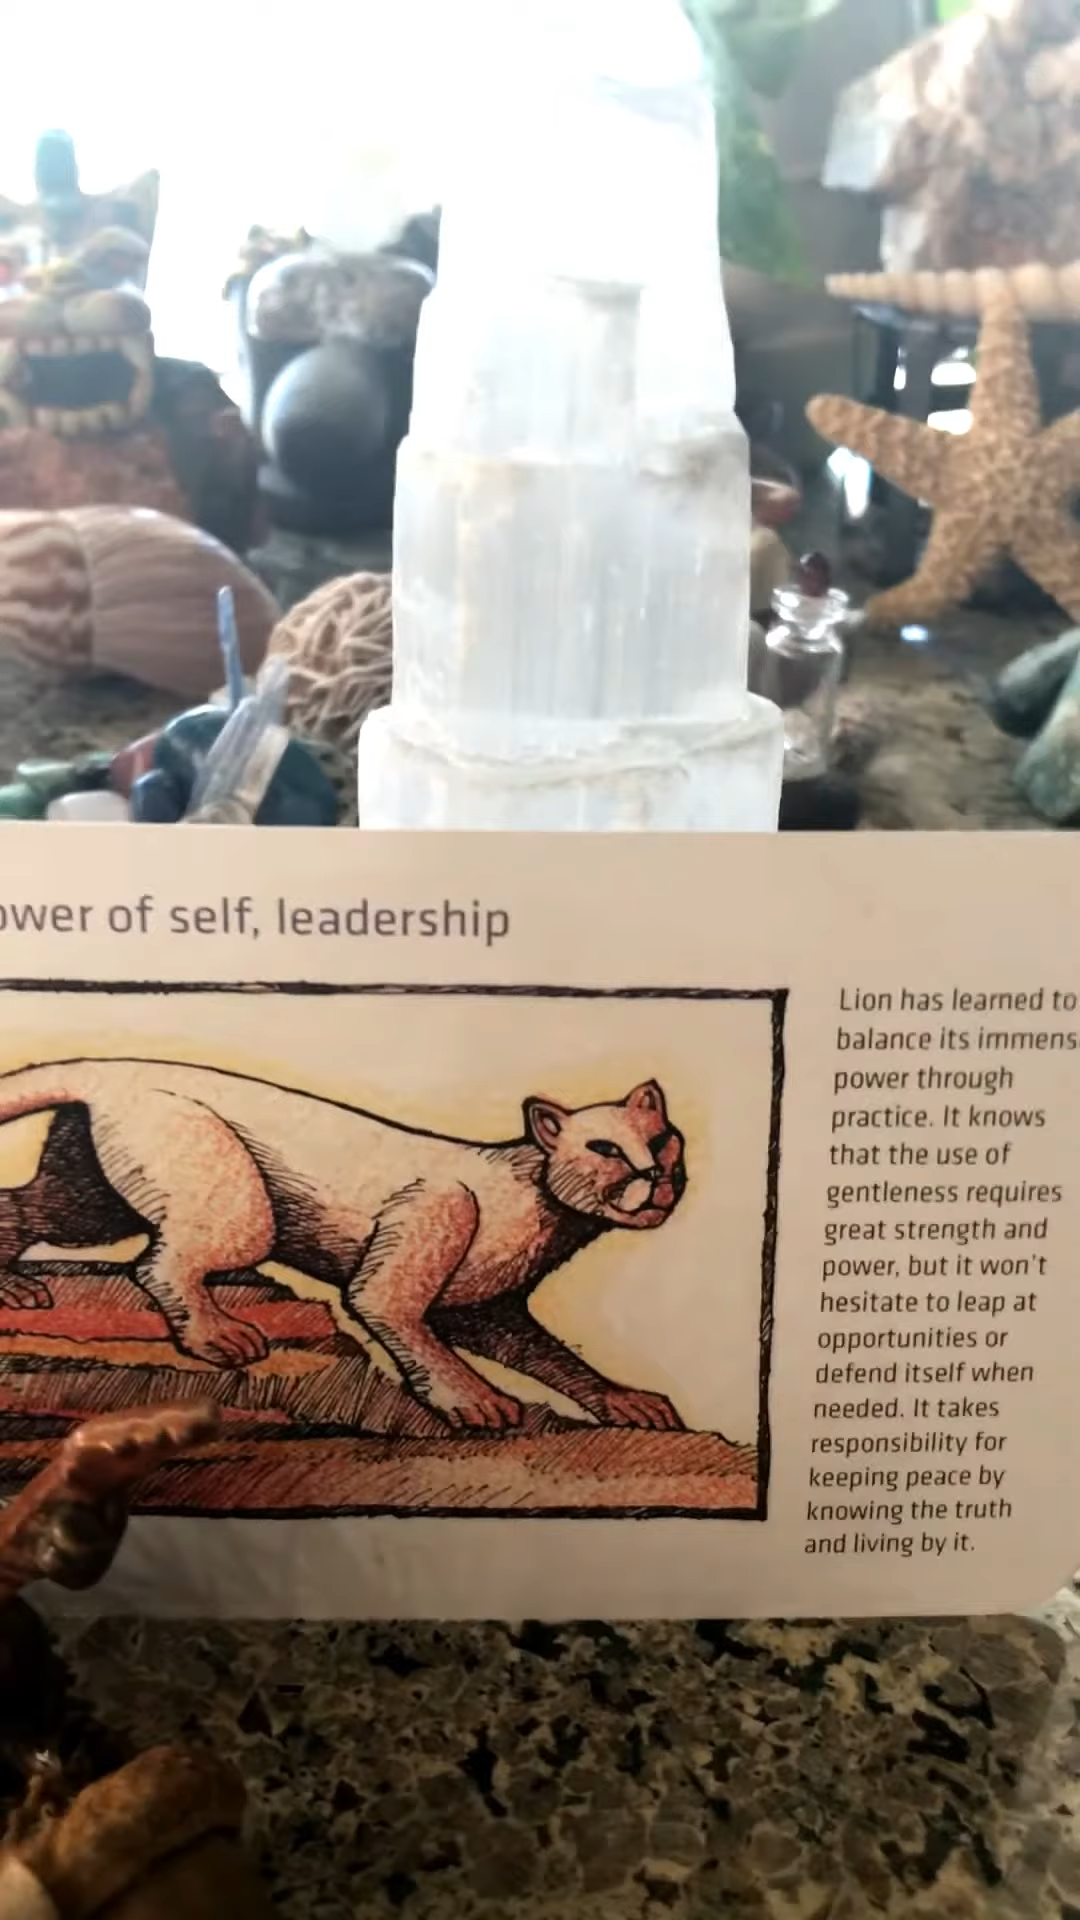 ower of self, leadership
Lion has learned to
balance its immens
power through
practice. It knows
that the use of
gentleness requires
great strength and
power, but it won't
hesitate to leap at
opportunities or
defend itself when
needed. It takes
responsibility for
keeping peace by
knowing the truth
and living by it.